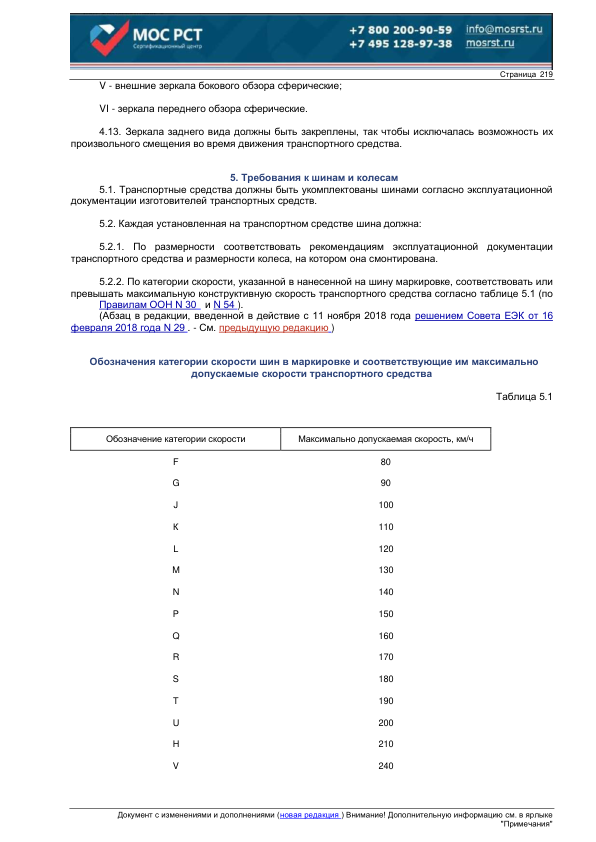 МОС РСТ
Сертификационный центр
+7 800 200-90-59 info@mosrst.ru
+7 495 128-97-38 mosrst.ru
Страница 219
V - внешние зеркала бокового обзора сферические;
VI - зеркала переднего обзора сферические.
4.13. Зеркала заднего вида должны быть закреплены, так чтобы исключалась возможность их
произвольного смещения во время движения транспортного средства.
5. Требования к шинам и колесам
5.1. Транспортные средства должны быть укомплектованы шинами согласно эксплуатационной
документации изготовителей транспортных средств.
5.2. Каждая установленная на транспортном средстве шина должна:
5.2.1. По размерности соответствовать рекомендациям эксплуатационной документации
транспортного средства и размерности колеса, на котором она смонтирована.
5.2.2. По категории скорости, указанной в нанесенной на шину маркировке, соответствовать или
превышать максимальную конструктивную скорость транспортного средства согласно таблице 5.1 (по
Правилам ООН N 30 и N 54 ).
(Абзац в редакции, введенной в действие с 11 ноября 2018 года решением Совета ЕЭК от 16
февраля 2018 года N 29 . - См. предыдущую редакцию )
Обозначения категории скорости шин в маркировке и соответствующие им максимально
допускаемые скорости транспортного средства
Таблица 5.1
Обозначение категории скорости Максимально допускаемая скорость, км/ч
F 80
G 90
J 100
K 110
L 120
M 130
N 140
P 150
Q 160
R 170
S 180
T 190
U 200
H 210
V 240
Документ с изменениями и дополнениями (новая редакция ) Внимание! Дополнительную информацию см. в ярлыке
"Примечания"